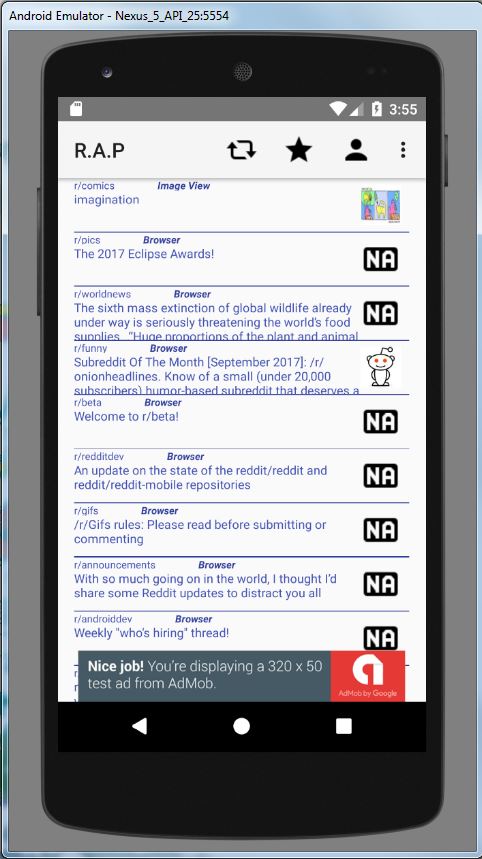 Android Emulator - Nexus_5_API_25:5554
3:55
R.A.P
r/comics Image View
imagination
r/pics Browser
The 2017 Eclipse Awards!
NA
r/worldnews Browser
The sixth mass extinction of global wildlife already
under way is seriously threatening the world's food
supplies, “Huge proportions of the plant and animal
NA
r/funny Browser
Subreddit Of The Month [September 2017]: /r/
onionheadlines. Know of a small (under 20,000
subscribers) humor-based subreddit that deserves a
r/beta Browser
Welcome to r/beta!
NA
r/redditdev Browser
An update on the state of the reddit/reddit and
reddit/reddit-mobile repositories
NA
r/gifs Browser
/r/Gifs rules: Please read before submitting or
commenting
NA
r/announcements Browser
With so much going on in the world, I thought I'd
share some Reddit updates to distract you all
NA
r/androiddev Browser
Weekly "who's hiring" thread!
NA
Nice job! You're displaying a 320 x 50
test ad from AdMob.
AdMob by Google